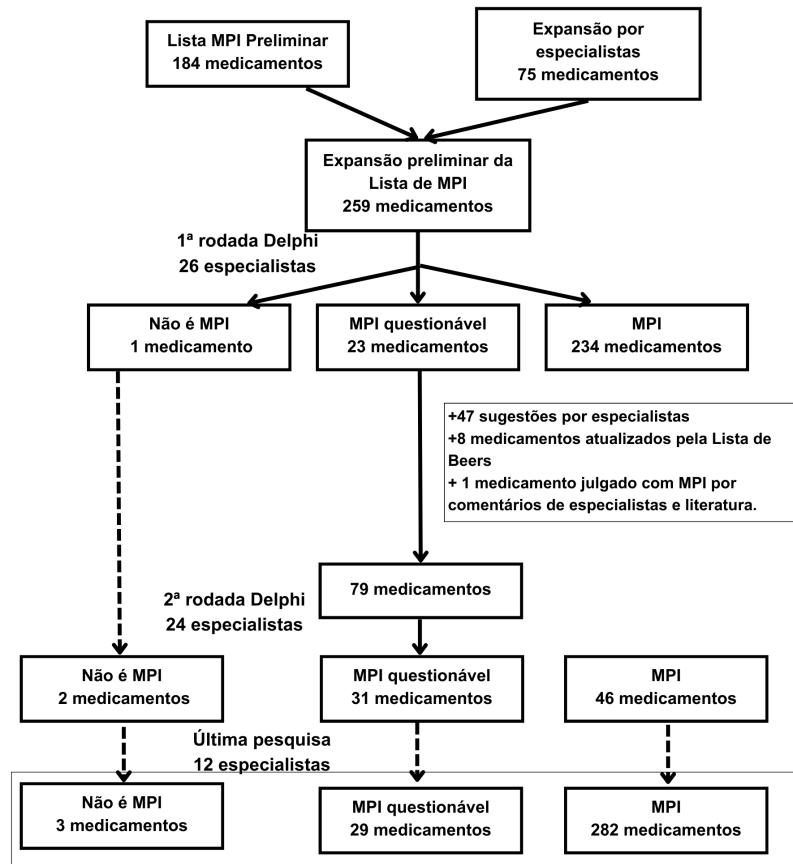 Lista MPI Preliminar
184 medicamentos
Expansão por
especialistas
75 medicamentos
Expansão preliminar da
Lista de MPI
259 medicamentos
1ª rodada Delphi
26 especialistas
Não é MPI
1 medicamento
MPI questionável
23 medicamentos
MPI
234 medicamentos
+47 sugestões por especialistas
+8 medicamentos atualizados pela Lista de
Beers
+ 1 medicamento julgado com MPI por
comentários de especialistas e literatura.
79 medicamentos
2ª rodada Delphi
24 especialistas
Não é MPI
2 medicamentos
MPI questionável
31 medicamentos
MPI
46 medicamentos
Última pesquisa
12 especialistas
Não é MPI
3 medicamentos
MPI questionável
29 medicamentos
MPI
282 medicamentos